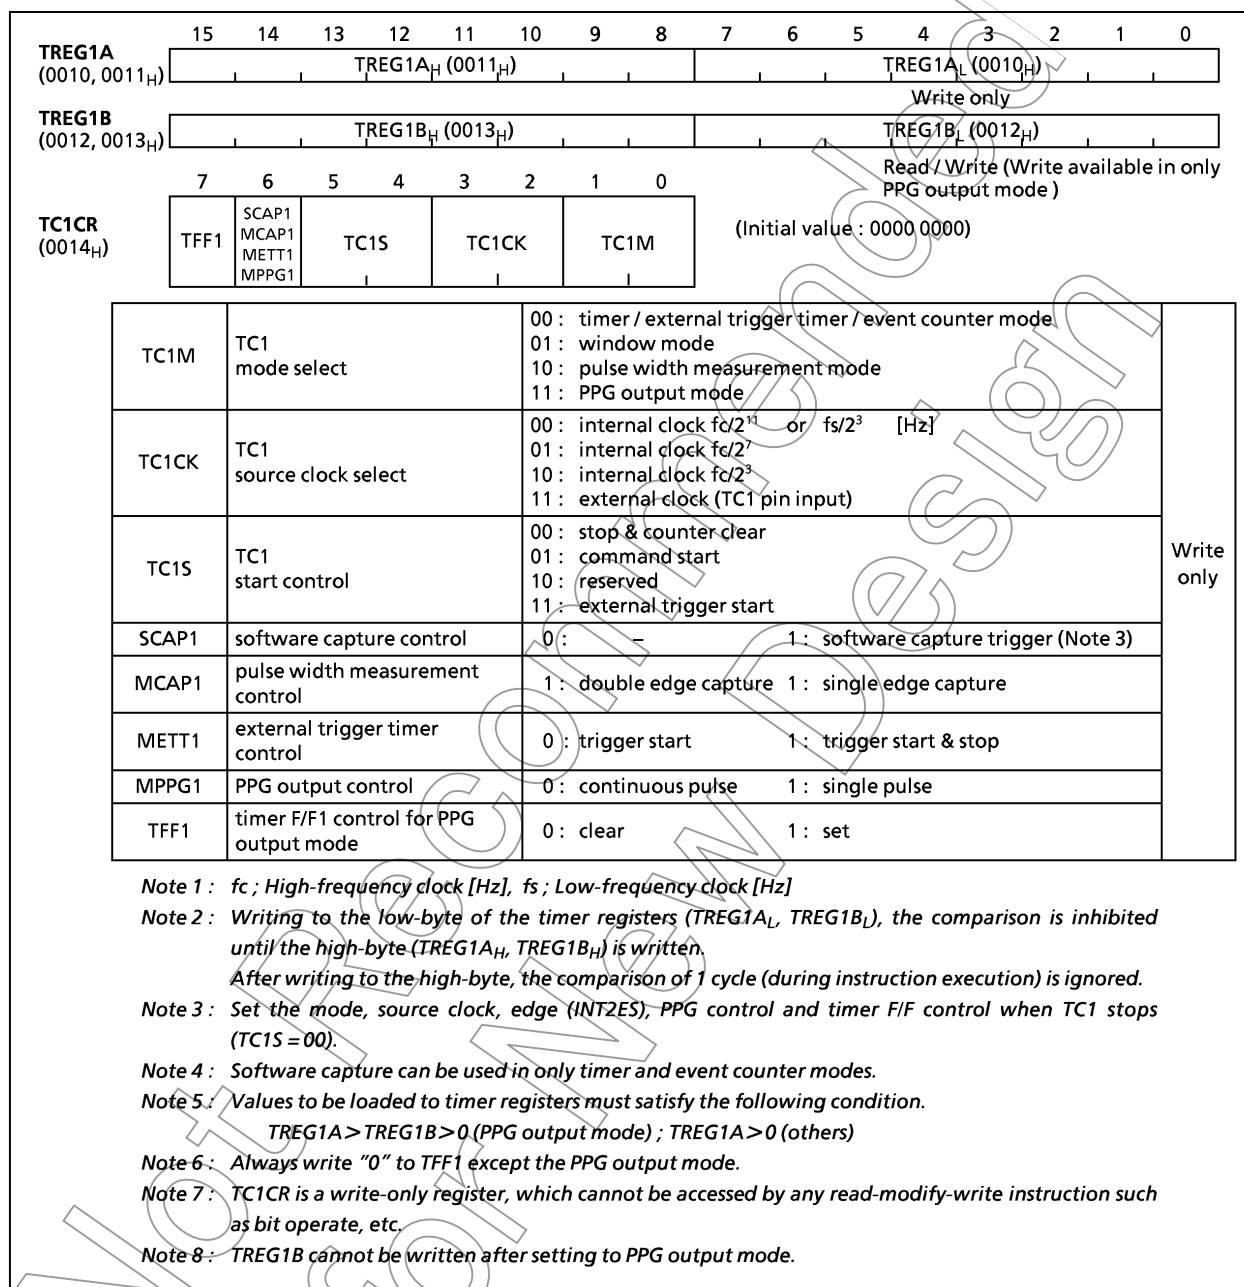 15 14 13 12 11 10 9 8 7 6 5 4 3 2 1 0
TREG1A
(0010, 0011H) TREG1AH (0011H) TREG1AL (0010H)
Write only
TREG1B
(0012, 0013H) TREG1BH (0013H) TREG1BL (0012H)
Read / Write (Write available in only
PPG output mode )
7 6 5 4 3 2 1 0
TC1CR
(0014H) TFF1 SCAP1 MCAP1 METT1 MPPG1 TC1S TC1CK TC1M (Initial value : 0000 0000)
TC1M TC1 mode select
00 : timer / external trigger timer / event counter mode
01 : window mode
10 : pulse width measurement mode
11 : PPG output mode
TC1CK TC1 source clock select
00 : internal clock fc/2¹¹ or fs/2³ [Hz]
01 : internal clock fc/2⁷
10 : internal clock fc/2³
11 : external clock (TC1 pin input)
TC1S TC1 start control
00 : stop & counter clear
01 : command start
10 : reserved
11 : external trigger start
Write only
SCAP1 software capture control 0 : – 1 : software capture trigger (Note 3)
MCAP1 pulse width measurement control 1 : double edge capture 1 : single edge capture
METT1 external trigger timer control 0 : trigger start 1 : trigger start & stop
MPPG1 PPG output control 0 : continuous pulse 1 : single pulse
TFF1 timer F/F1 control for PPG output mode 0 : clear 1 : set
Note 1 : fc ; High-frequency clock [Hz], fs ; Low-frequency clock [Hz]
Note 2 : Writing to the low-byte of the timer registers (TREG1AL, TREG1BL), the comparison is inhibited
until the high-byte (TREG1AH, TREG1BH) is written.
After writing to the high-byte, the comparison of 1 cycle (during instruction execution) is ignored.
Note 3 : Set the mode, source clock, edge (INT2ES), PPG control and timer F/F control when TC1 stops
(TC1S = 00).
Note 4 : Software capture can be used in only timer and event counter modes.
Note 5 : Values to be loaded to timer registers must satisfy the following condition.
TREG1A > TREG1B > 0 (PPG output mode) ; TREG1A > 0 (others)
Note 6 : Always write "0" to TFF1 except the PPG output mode.
Note 7 : TC1CR is a write-only register, which cannot be accessed by any read-modify-write instruction such
as bit operate, etc.
Note 8 : TREG1B cannot be written after setting to PPG output mode.
Not Recommended
for New Design